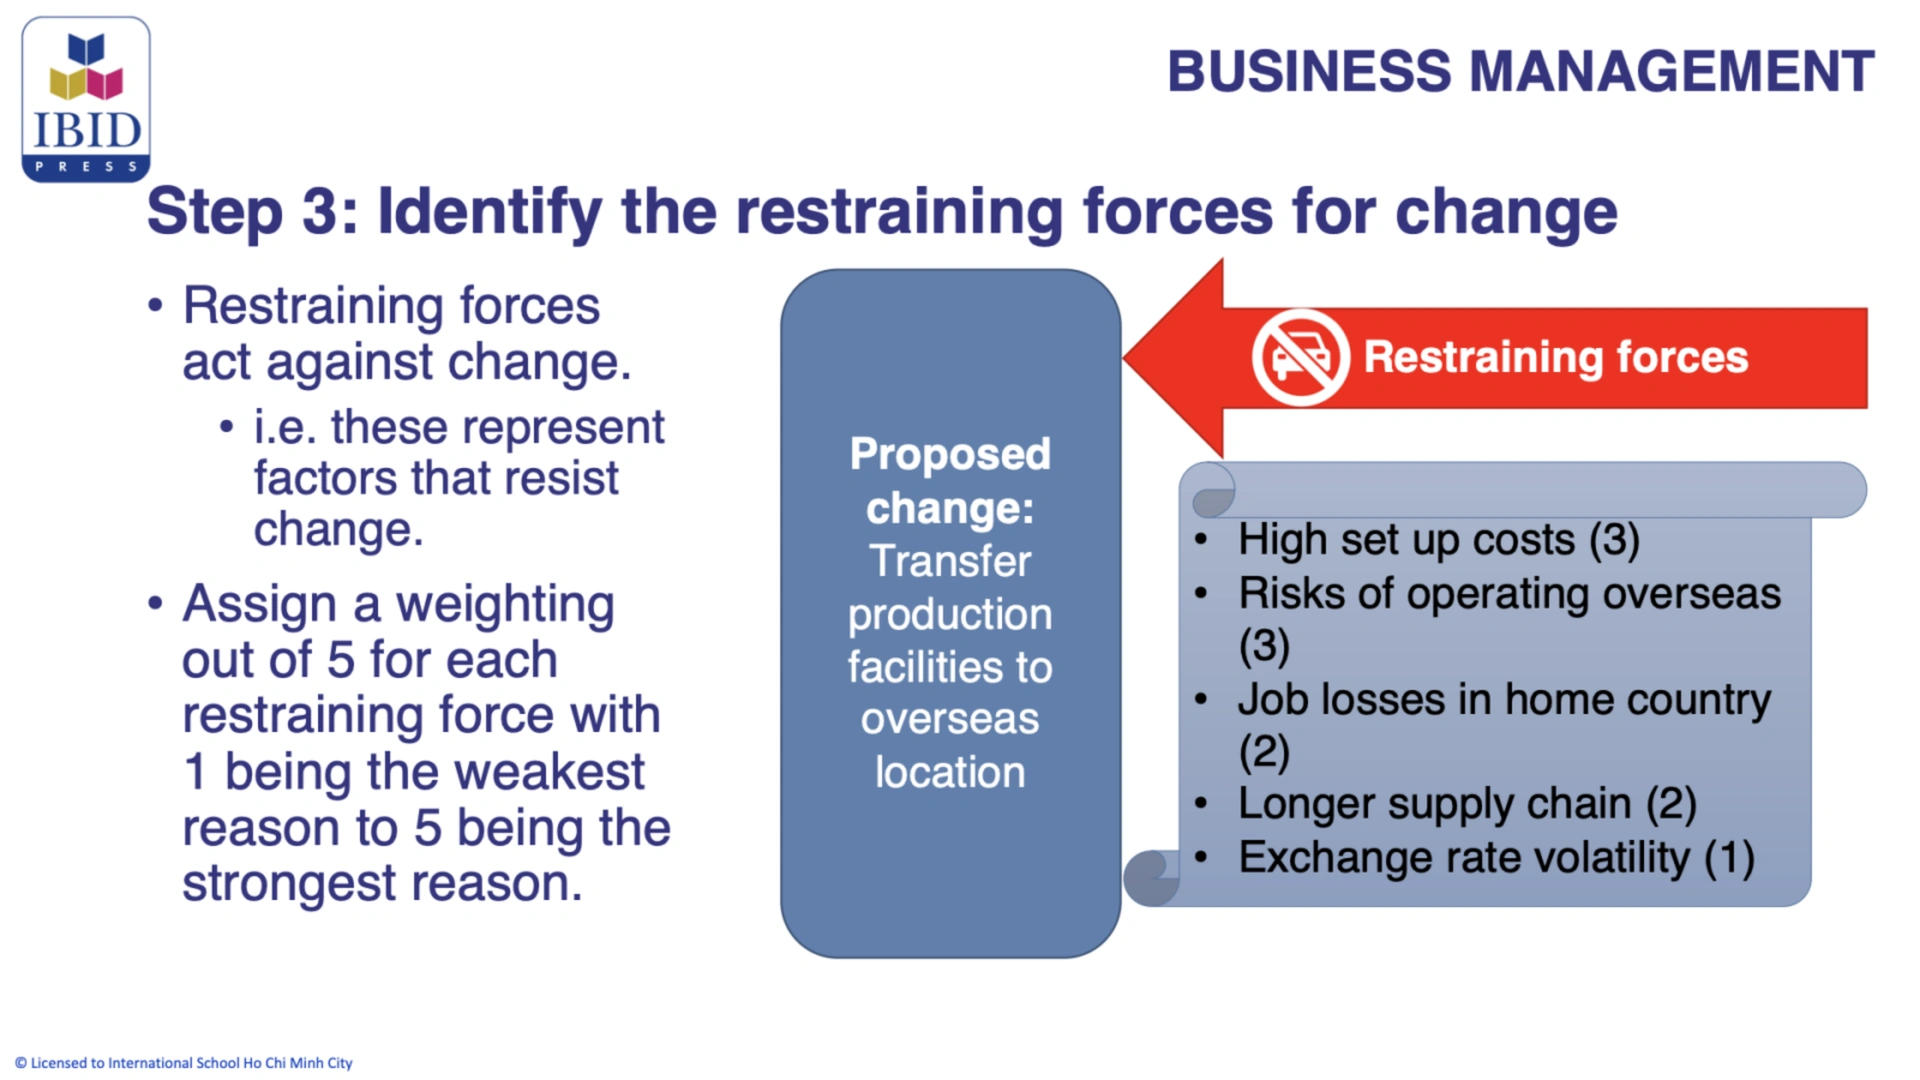 IBID
PRESS
BUSINESS MANAGEMENT
Step 3: Identify the restraining forces for change
• Restraining forces
act against change.
• i.e. these represent
factors that resist
change.
• Assign a weighting
out of 5 for each
restraining force with
1 being the weakest
reason to 5 being the
strongest reason.
Proposed
change:
Transfer
production
facilities to
overseas
location
Restraining forces
• High set up costs (3)
• Risks of operating overseas
(3)
• Job losses in home country
(2)
• Longer supply chain (2)
• Exchange rate volatility (1)
© Licensed to International School Ho Chi Minh City